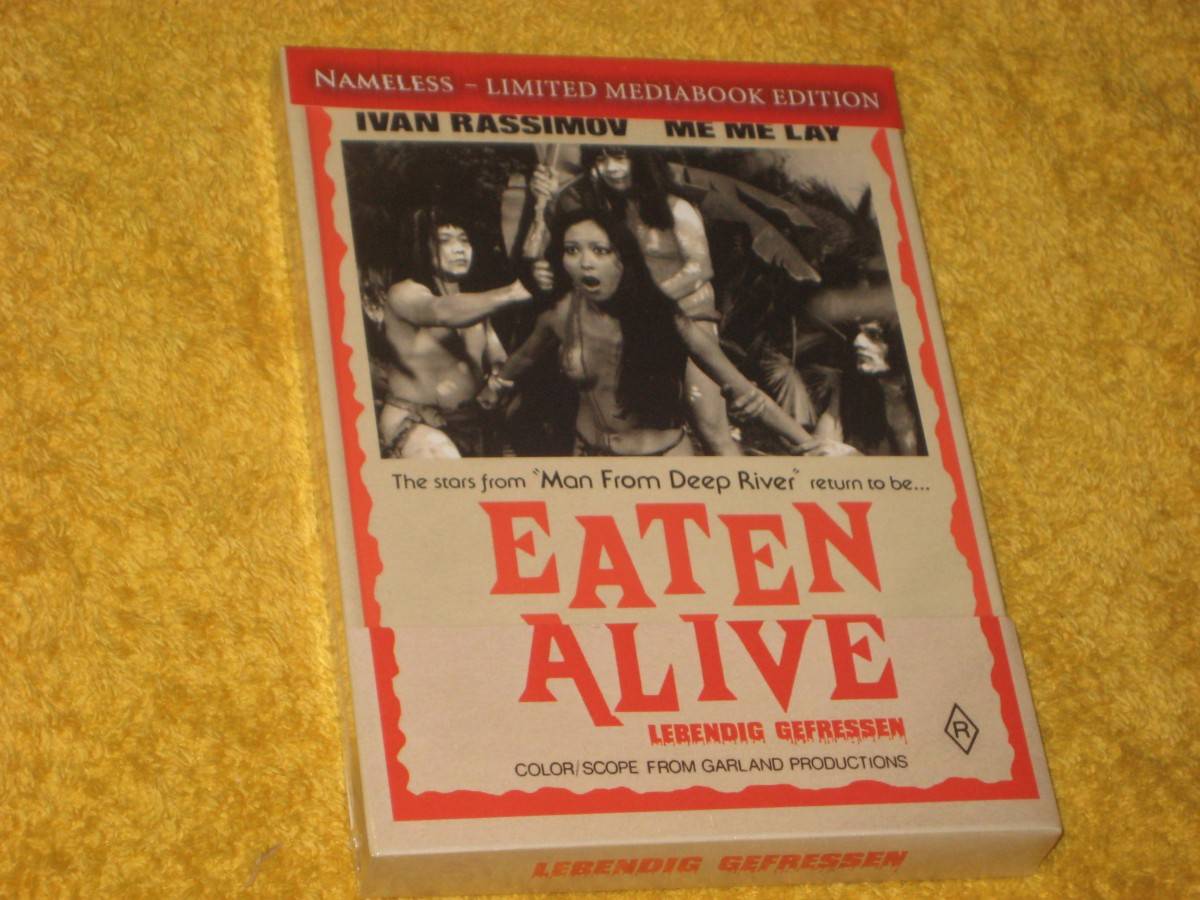 NAMELESS – LIMITED MEDIABOOK EDITION
IVAN RASSIMOV ME ME LAY
The stars from "Man From Deep River" return to be...
EATEN
ALIVE
LEBENDIG GEFRESSEN
R
COLOR/SCOPE FROM GARLAND PRODUCTIONS
LEBENDIG GEFRESSEN